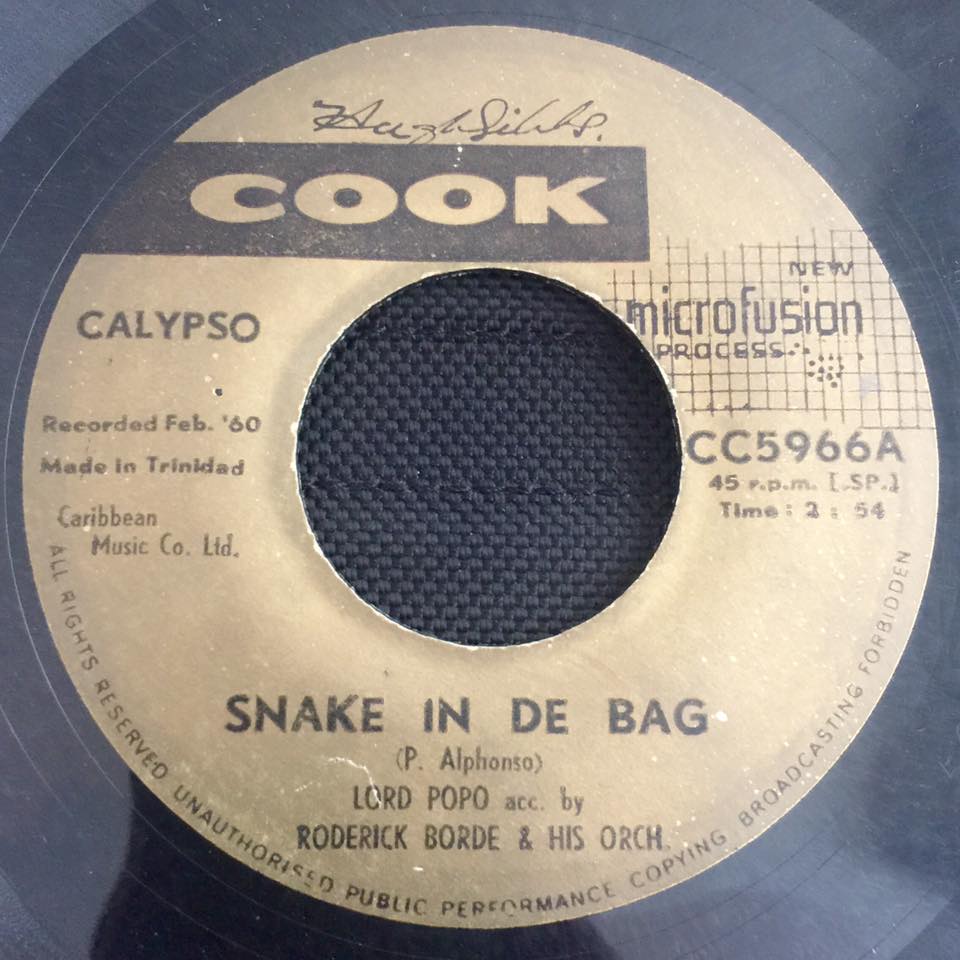 COOK
NEW
microfusion
PROCESS
CALYPSO
Recorded Feb. '60
Made in Trinidad
Caribbean
Music Co. Ltd.
CC5966A
45 r.p.m. [.SP.]
Time: 2: 54
SNAKE IN DE BAG
(P. Alphonso)
LORD POPO acc. by
RODERICK BORDE & HIS ORCH.
ALL RIGHTS RESERVED UNAUTHORISED PUBLIC PERFORMANCE COPYING BROADCASTING FORBIDDEN